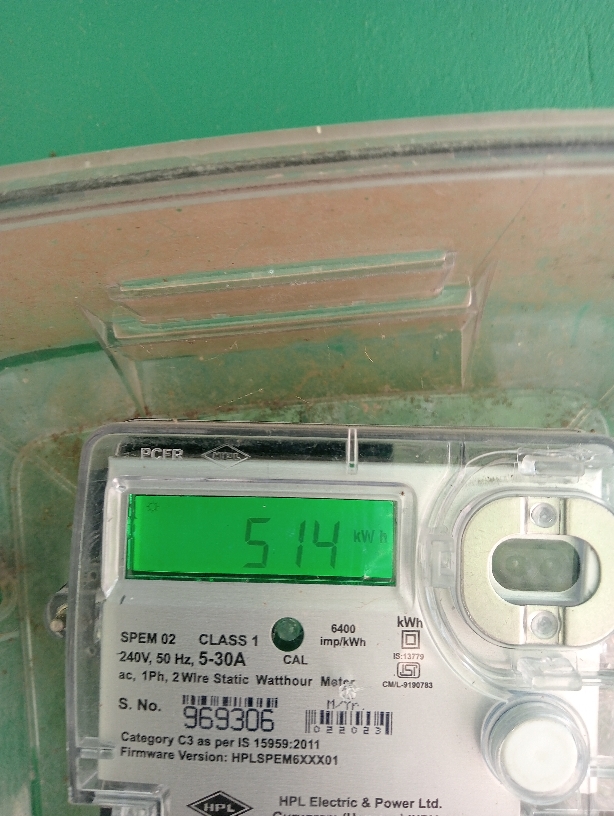 514 kWh
SPEM 02 CLASS 1
6400
imp/kWh
kWh
240V, 50 Hz, 5-30A
CAL
IS:13779
ac, 1Ph, 2 Wire Static Watthour Meter
CM/L-9190783
S. No.
969306
M/Yr.
022023
Category C3 as per IS 15959:2011
Firmware Version: HPLSPEM6XXX01
HPL
HPL Electric & Power Ltd.